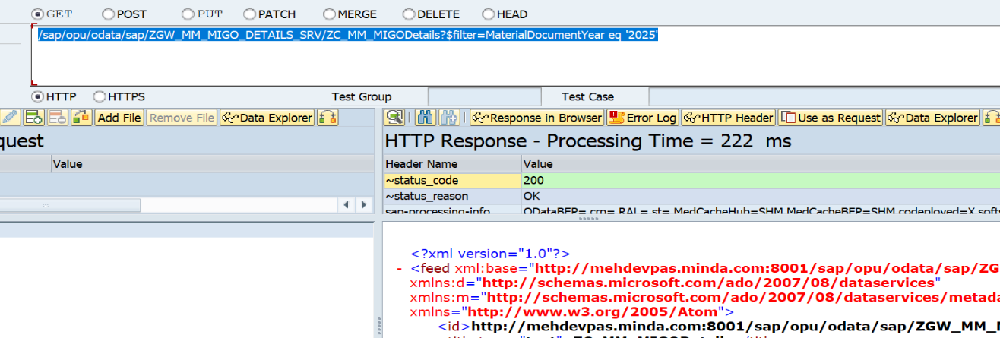 GET POST PUT PATCH MERGE DELETE HEAD
/sap/opu/odata/sap/ZGW_MM_MIGO_DETAILS_SRV/ZC_MM_MIGODetails?$filter=MaterialDocumentYear eq '2025'
HTTP HTTPS Test Group Test Case
Add File Remove File Data Explorer
Response in Browser Error Log HTTP Header Use as Request Data Explorer
quest
HTTP Response - Processing Time = 222 ms
Value
Header Name Value
~status_code 200
~status_reason OK
sap-processing-info ODataBEP= crp= RAL= st= MedCacheHub=SHM MedCacheBEP=SHM codeployed=X softs
<?xml version="1.0"?>
- <feed xml:base="http://mehdevpas.minda.com:8001/sap/opu/odata/sap/ZG
xmlns:d="http://schemas.microsoft.com/ado/2007/08/dataservices"
xmlns:m="http://schemas.microsoft.com/ado/2007/08/dataservices/metada
xmlns="http://www.w3.org/2005/Atom">
<id>http://mehdevpas.minda.com:8001/sap/opu/odata/sap/ZGW_MM_